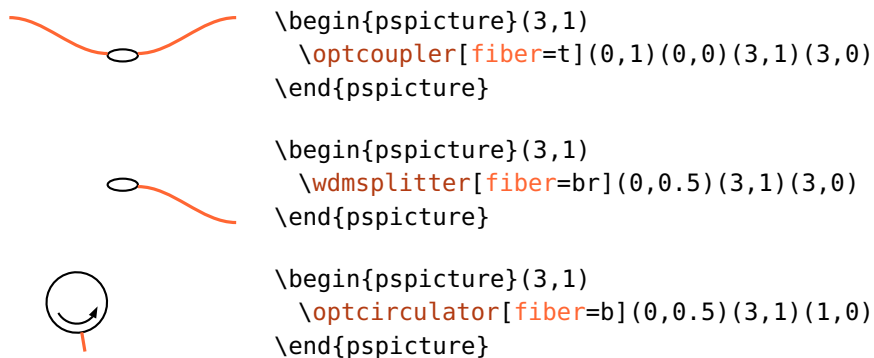 \begin{pspicture}(3,1)
  \optcoupler[fiber=t](0,1)(0,0)(3,1)(3,0)
\end{pspicture}
\begin{pspicture}(3,1)
  \wdmsplitter[fiber=br](0,0.5)(3,1)(3,0)
\end{pspicture}
\begin{pspicture}(3,1)
  \optcirculator[fiber=b](0,0.5)(3,1)(1,0)
\end{pspicture}